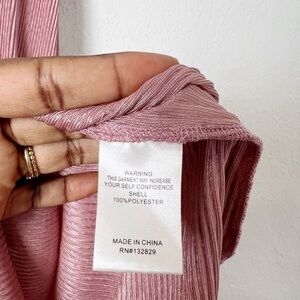 WARNING
THIS GARMENT MAY INCREASE
YOUR SELF CONFIDENCE
SHELL
100%POLYESTER
MADE IN CHINA
RN#132829